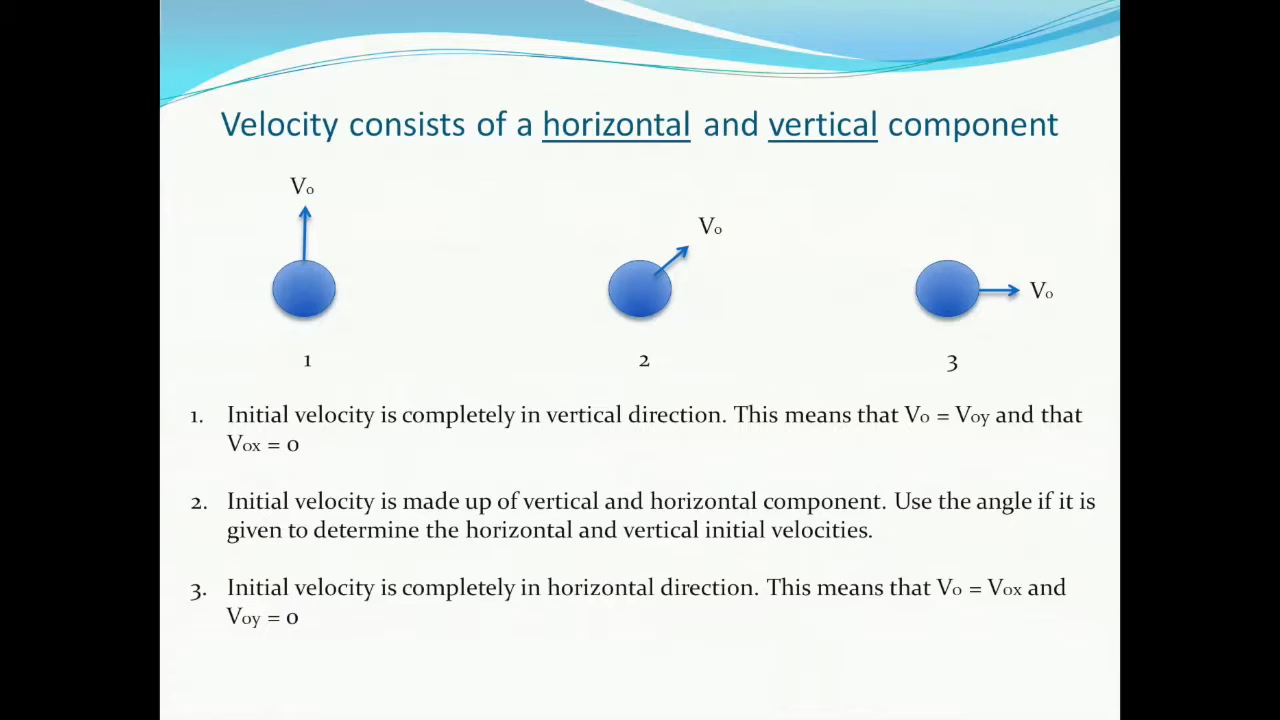 Velocity consists of a horizontal and vertical component
Vo
Vo
Vo
1
2
3
1. Initial velocity is completely in vertical direction. This means that Vo = Voy and that
Vox = 0
2. Initial velocity is made up of vertical and horizontal component. Use the angle if it is
given to determine the horizontal and vertical initial velocities.
3. Initial velocity is completely in horizontal direction. This means that Vo = Vox and
Voy = 0